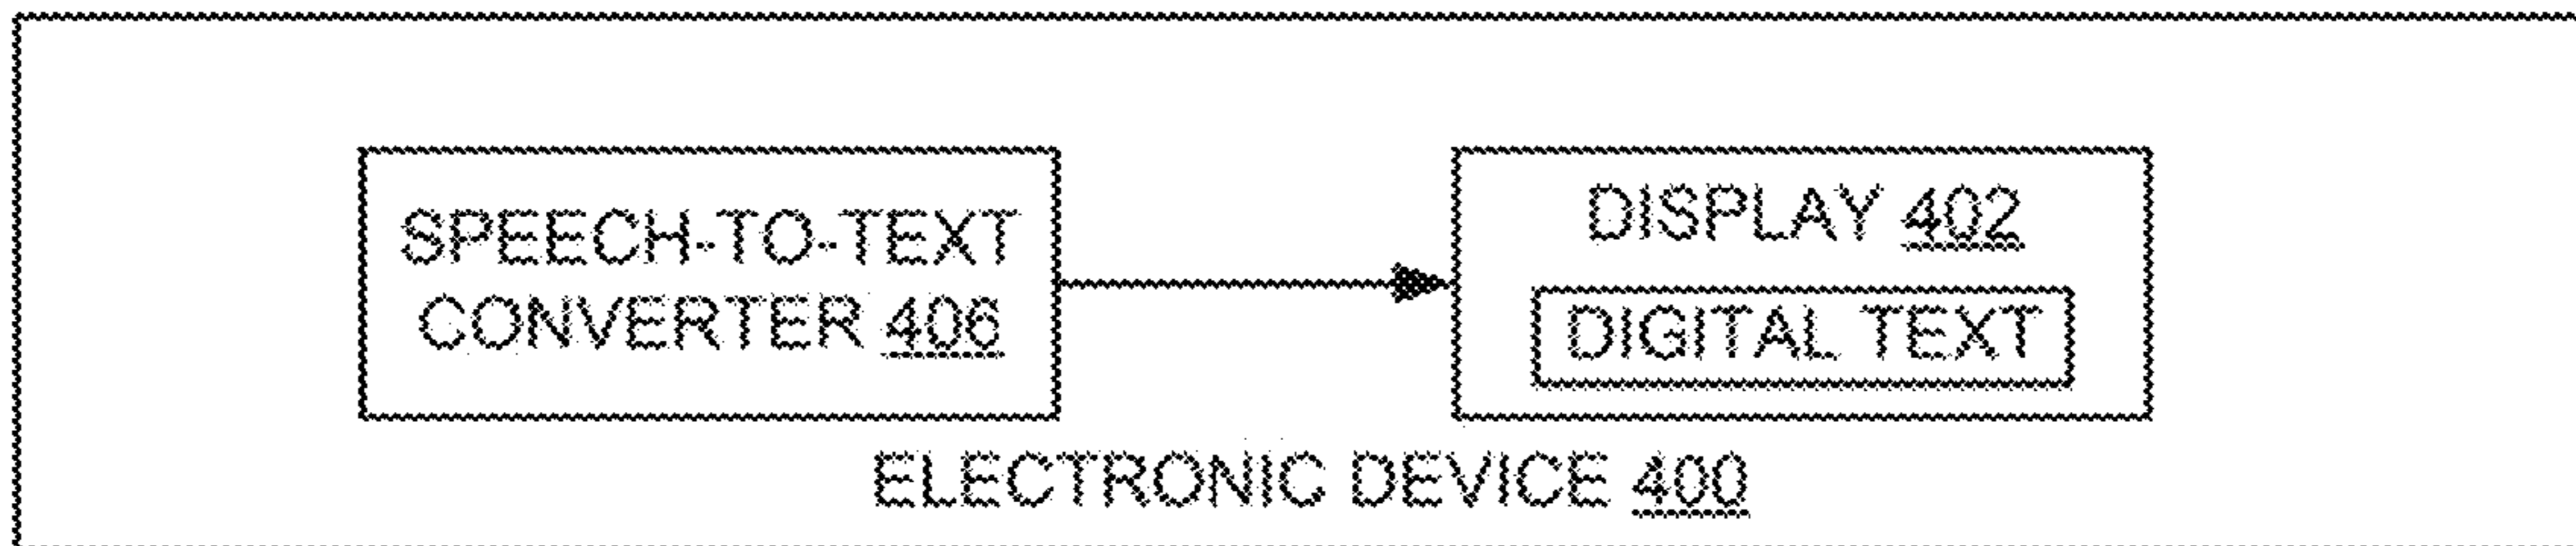 SPEECH-TO-TEXT
CONVERTER 406
DISPLAY 402
DIGITAL TEXT
ELECTRONIC DEVICE 400